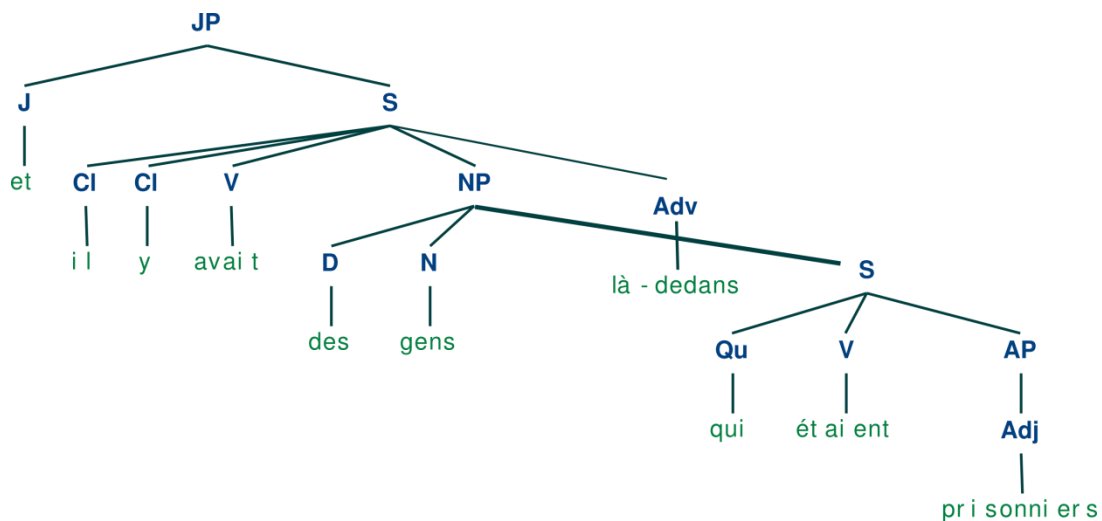 JP
J S
et Cl Cl V NP
Adv
il y avait D N S
là-dedans
des gens Qu V AP
qui étaient Adj
prisonniers